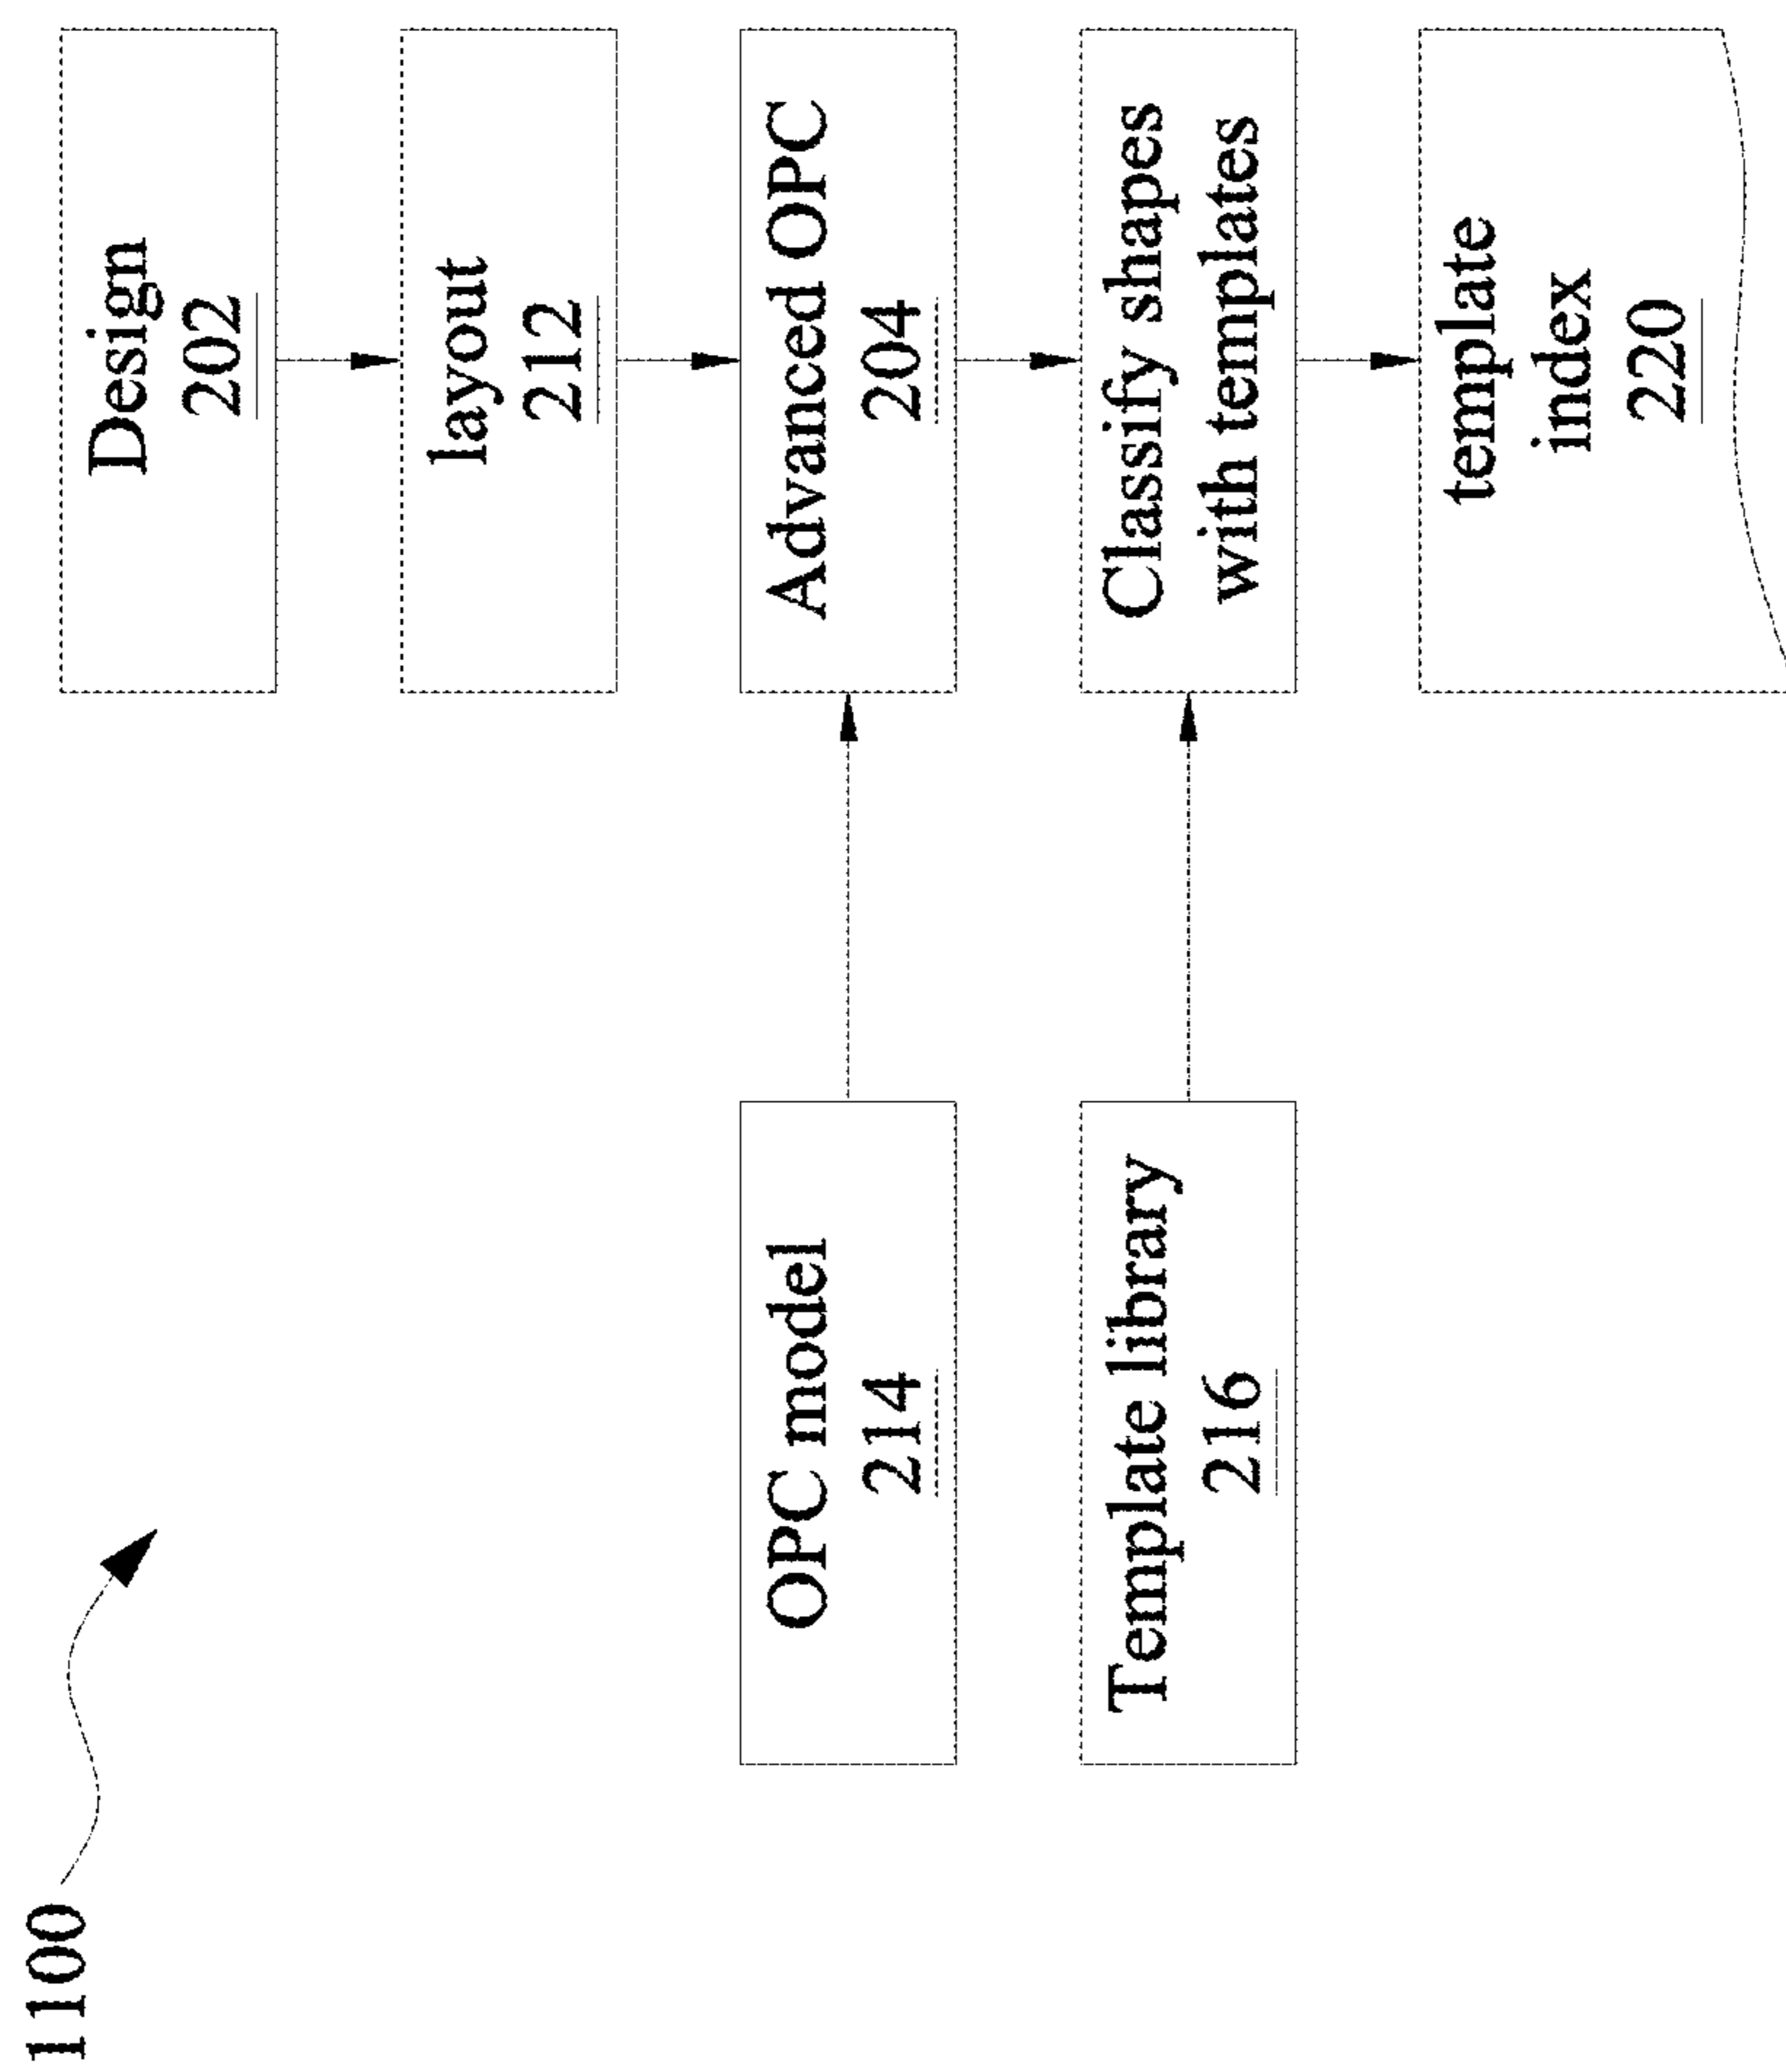 1100
Design
202
layout
212
OPC model
214
Advanced OPC
204
Template library
216
Classify shapes
with templates
template
index
220